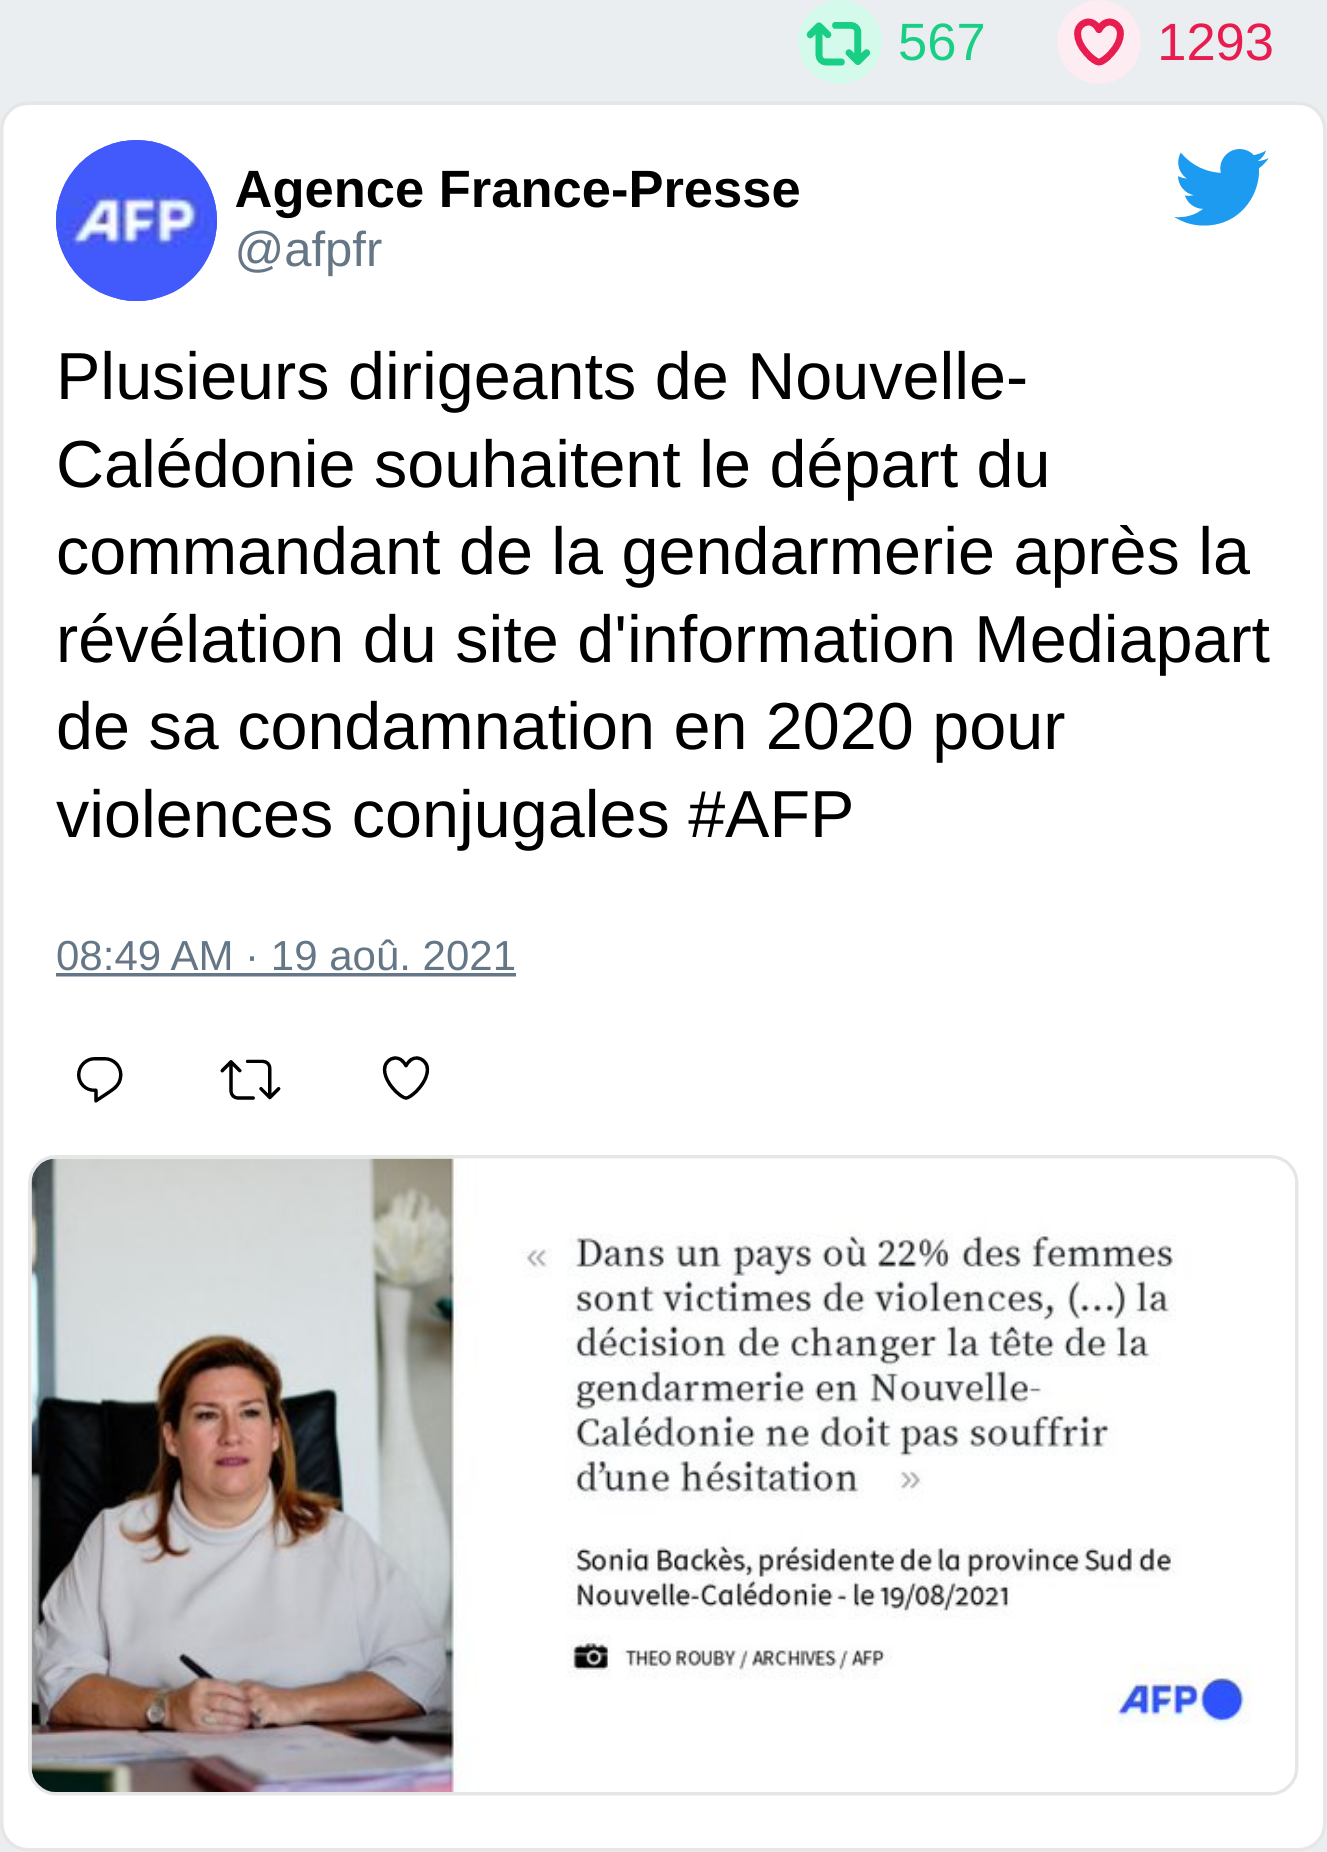 567 1293
AFP
Agence France-Presse
@afpfr
Plusieurs dirigeants de Nouvelle-
Calédonie souhaitent le départ du
commandant de la gendarmerie après la
révélation du site d'information Mediapart
de sa condamnation en 2020 pour
violences conjugales #AFP
08:49 AM · 19 aoû. 2021
« Dans un pays où 22% des femmes
sont victimes de violences, (...) la
décision de changer la tête de la
gendarmerie en Nouvelle-
Calédonie ne doit pas souffrir
d’une hésitation »
Sonia Backès, présidente de la province Sud de
Nouvelle-Calédonie - le 19/08/2021
THEO ROUBY / ARCHIVES / AFP
AFP